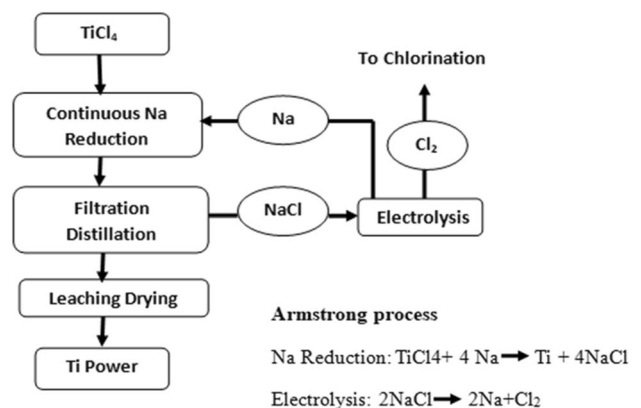 TiCl₄
To Chlorination
Continuous Na
Reduction
Na
Cl₂
Filtration
Distillation
NaCl
Electrolysis
Leaching Drying
Ti Power
Armstrong process
Na Reduction: TiCl4+ 4 Na→ Ti + 4NaCl
Electrolysis: 2NaCl→ 2Na+Cl₂